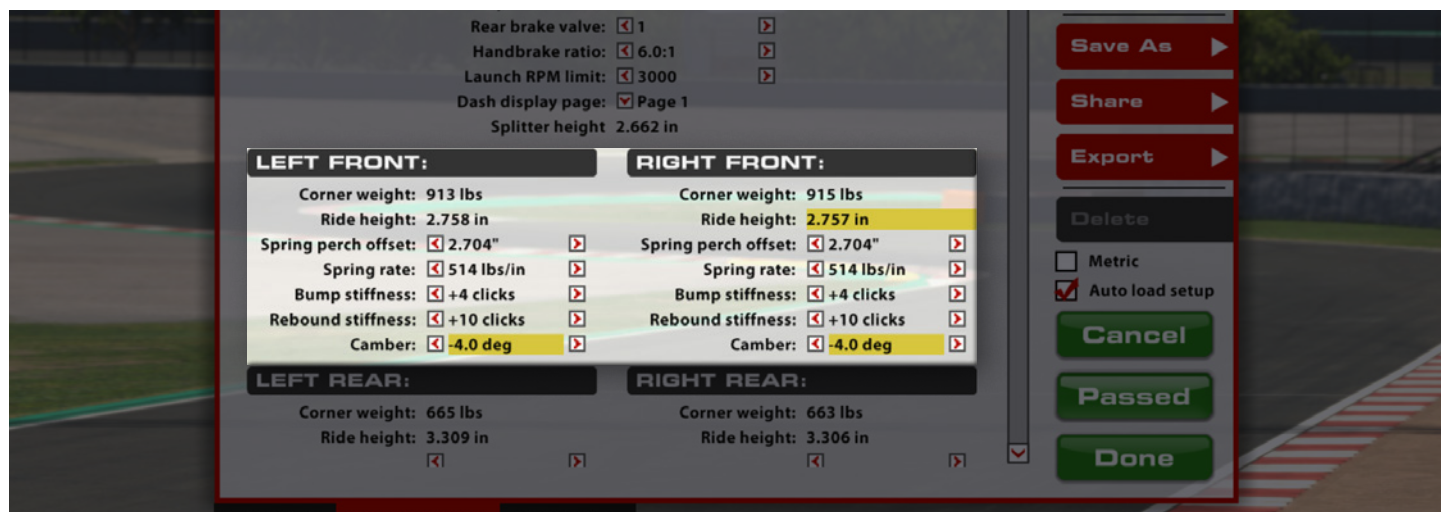 Rear brake valve: 1
Handbrake ratio: 6.0:1
Launch RPM limit: 3000
Dash display page: Page 1
Splitter height 2.662 in
LEFT FRONT:
Corner weight: 913 lbs
Ride height: 2.758 in
Spring perch offset: 2.704"
Spring rate: 514 lbs/in
Bump stiffness: +4 clicks
Rebound stiffness: +10 clicks
Camber: -4.0 deg
RIGHT FRONT:
Corner weight: 915 lbs
Ride height: 2.757 in
Spring perch offset: 2.704"
Spring rate: 514 lbs/in
Bump stiffness: +4 clicks
Rebound stiffness: +10 clicks
Camber: -4.0 deg
LEFT REAR:
Corner weight: 665 lbs
Ride height: 3.309 in
RIGHT REAR:
Corner weight: 663 lbs
Ride height: 3.306 in
Save As
Share
Export
Delete
Metric
Auto load setup
Cancel
Passed
Done